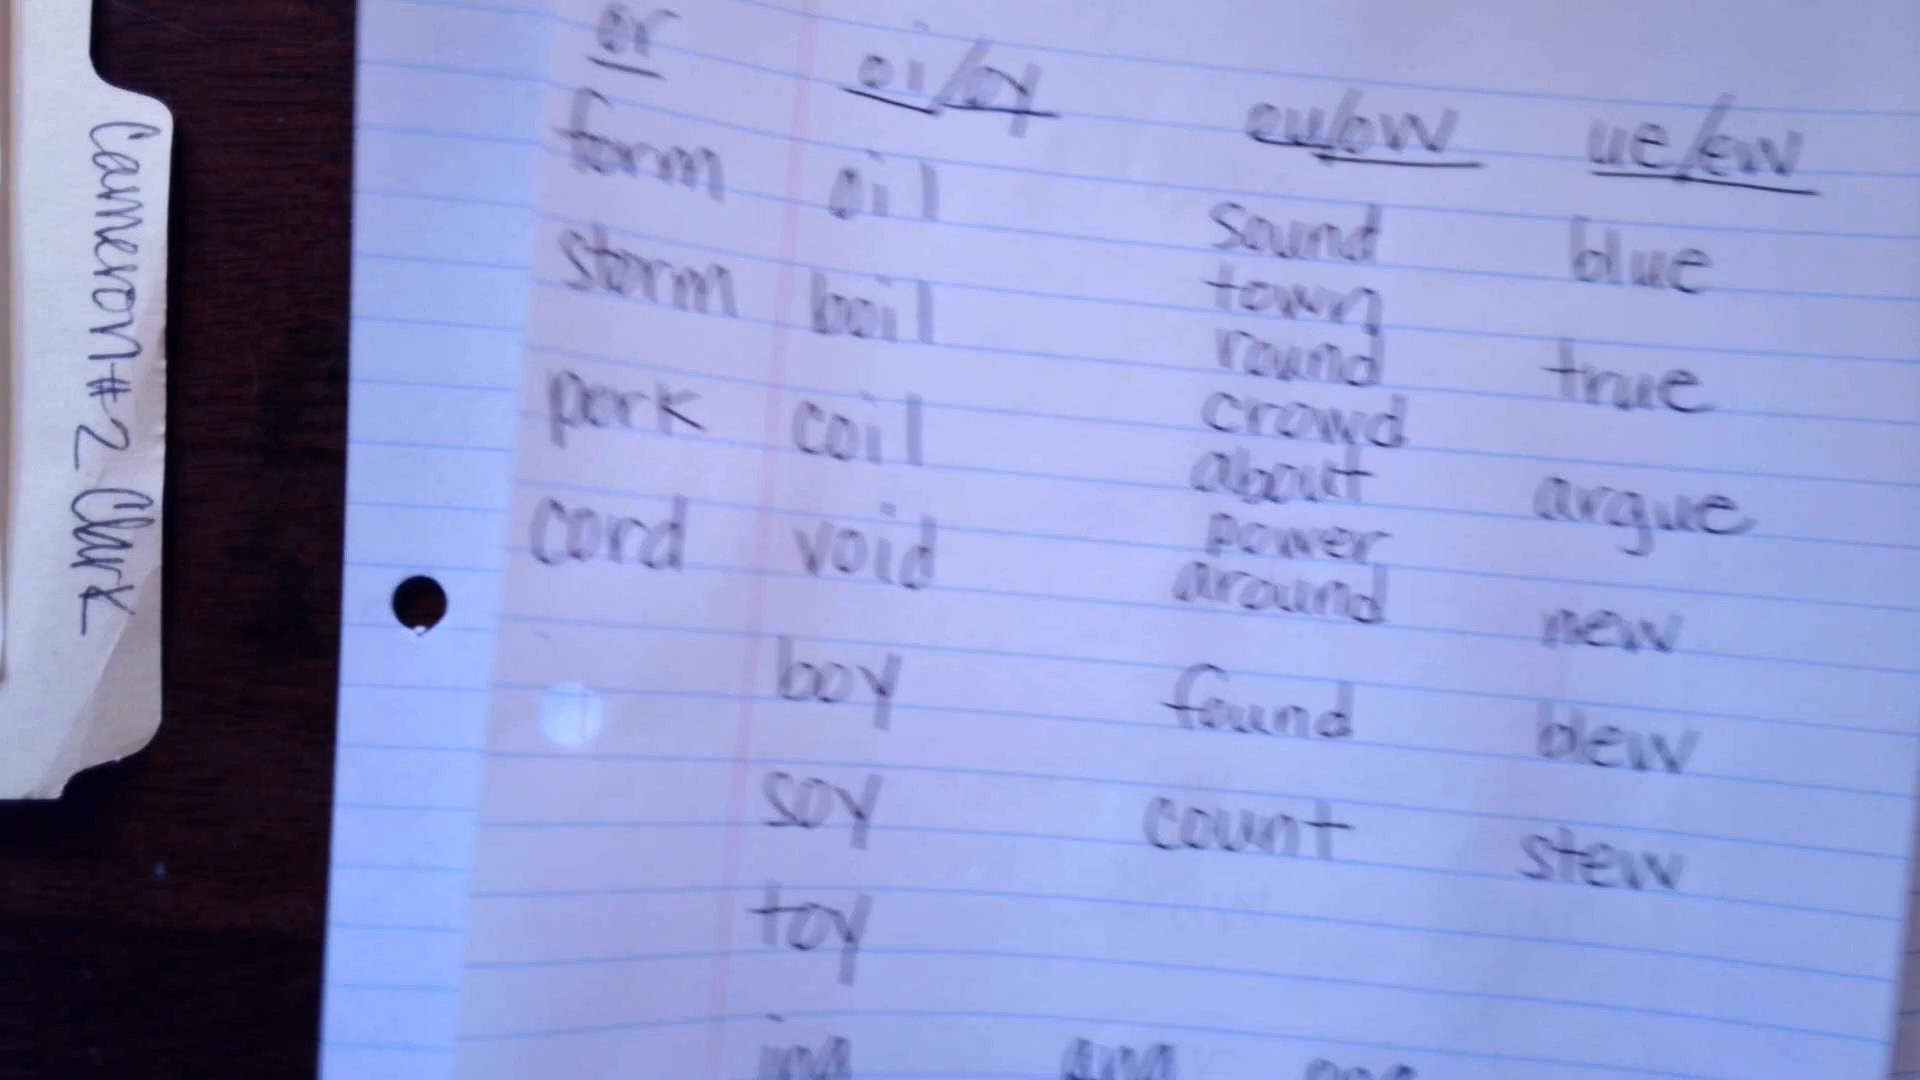 or oi/oy ou/ow ue/ew
form oil sound blue
storm boil town true
round
pork coil crowd argue
about
cord void power new
around
boy found blew
soy count stew
toy
ing
Cameron #2 Clark